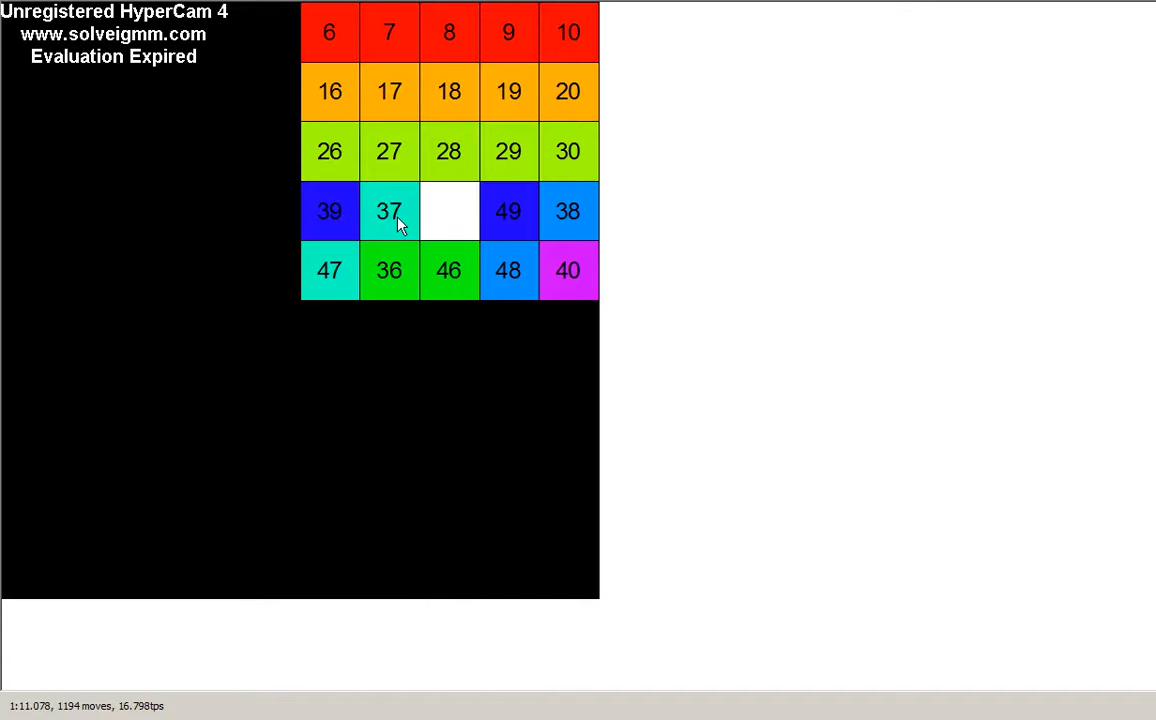 Unregistered HyperCam 4
www.solveigmm.com
Evaluation Expired
6 7 8 9 10
16 17 18 19 20
26 27 28 29 30
39 37 49 38
47 36 46 48 40
1:11.078, 1194 moves, 16.798tps